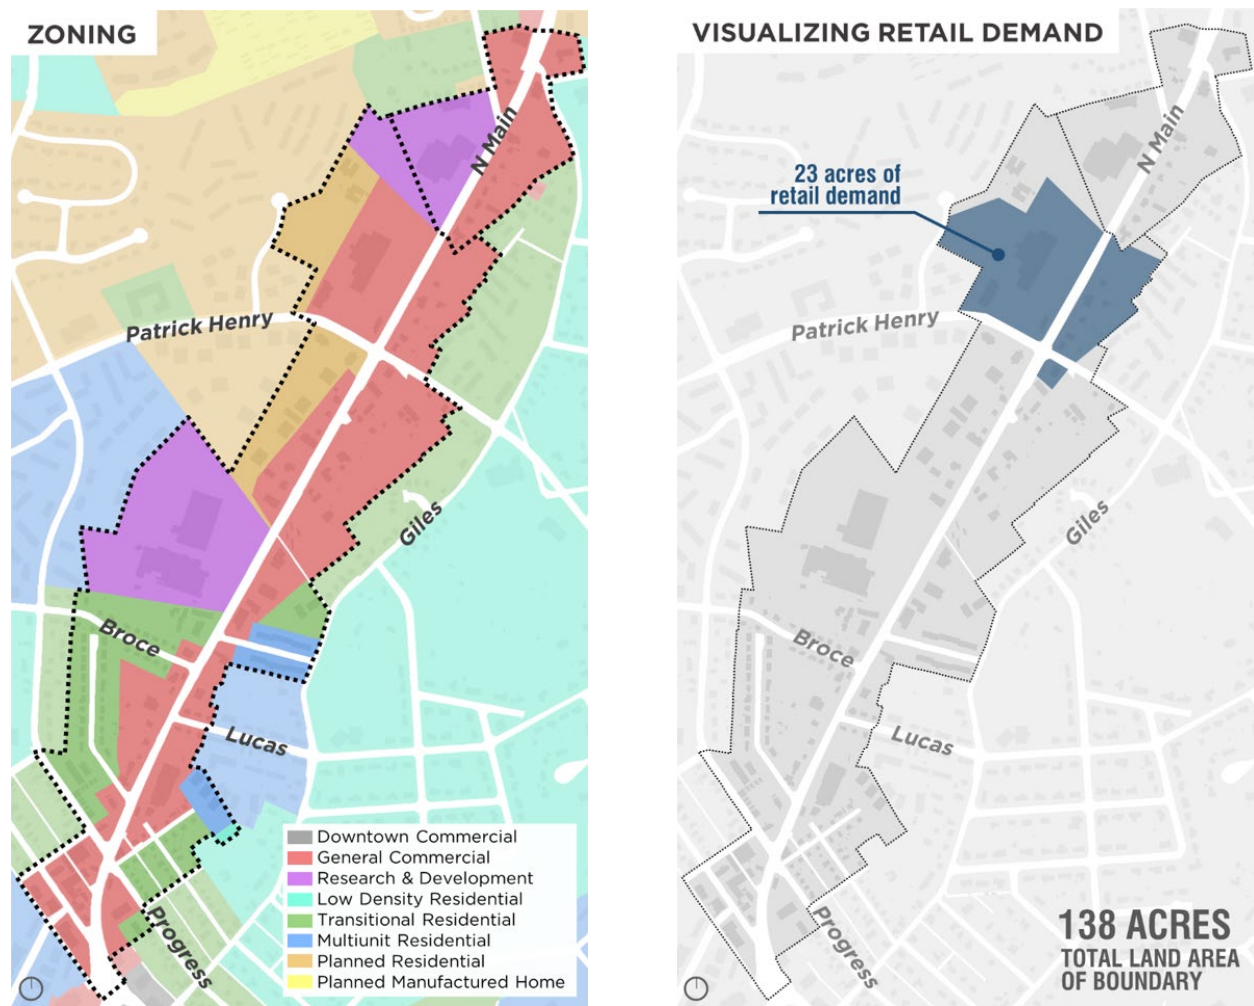 ZONING
N Main
Patrick Henry
Giles
Broce
Lucas
Progress
Downtown Commercial
General Commercial
Research & Development
Low Density Residential
Transitional Residential
Multiunit Residential
Planned Residential
Planned Manufactured Home
VISUALIZING RETAIL DEMAND
N Main
23 acres of
retail demand
Patrick Henry
Giles
Broce
Lucas
Progress
138 ACRES
TOTAL LAND AREA
OF BOUNDARY